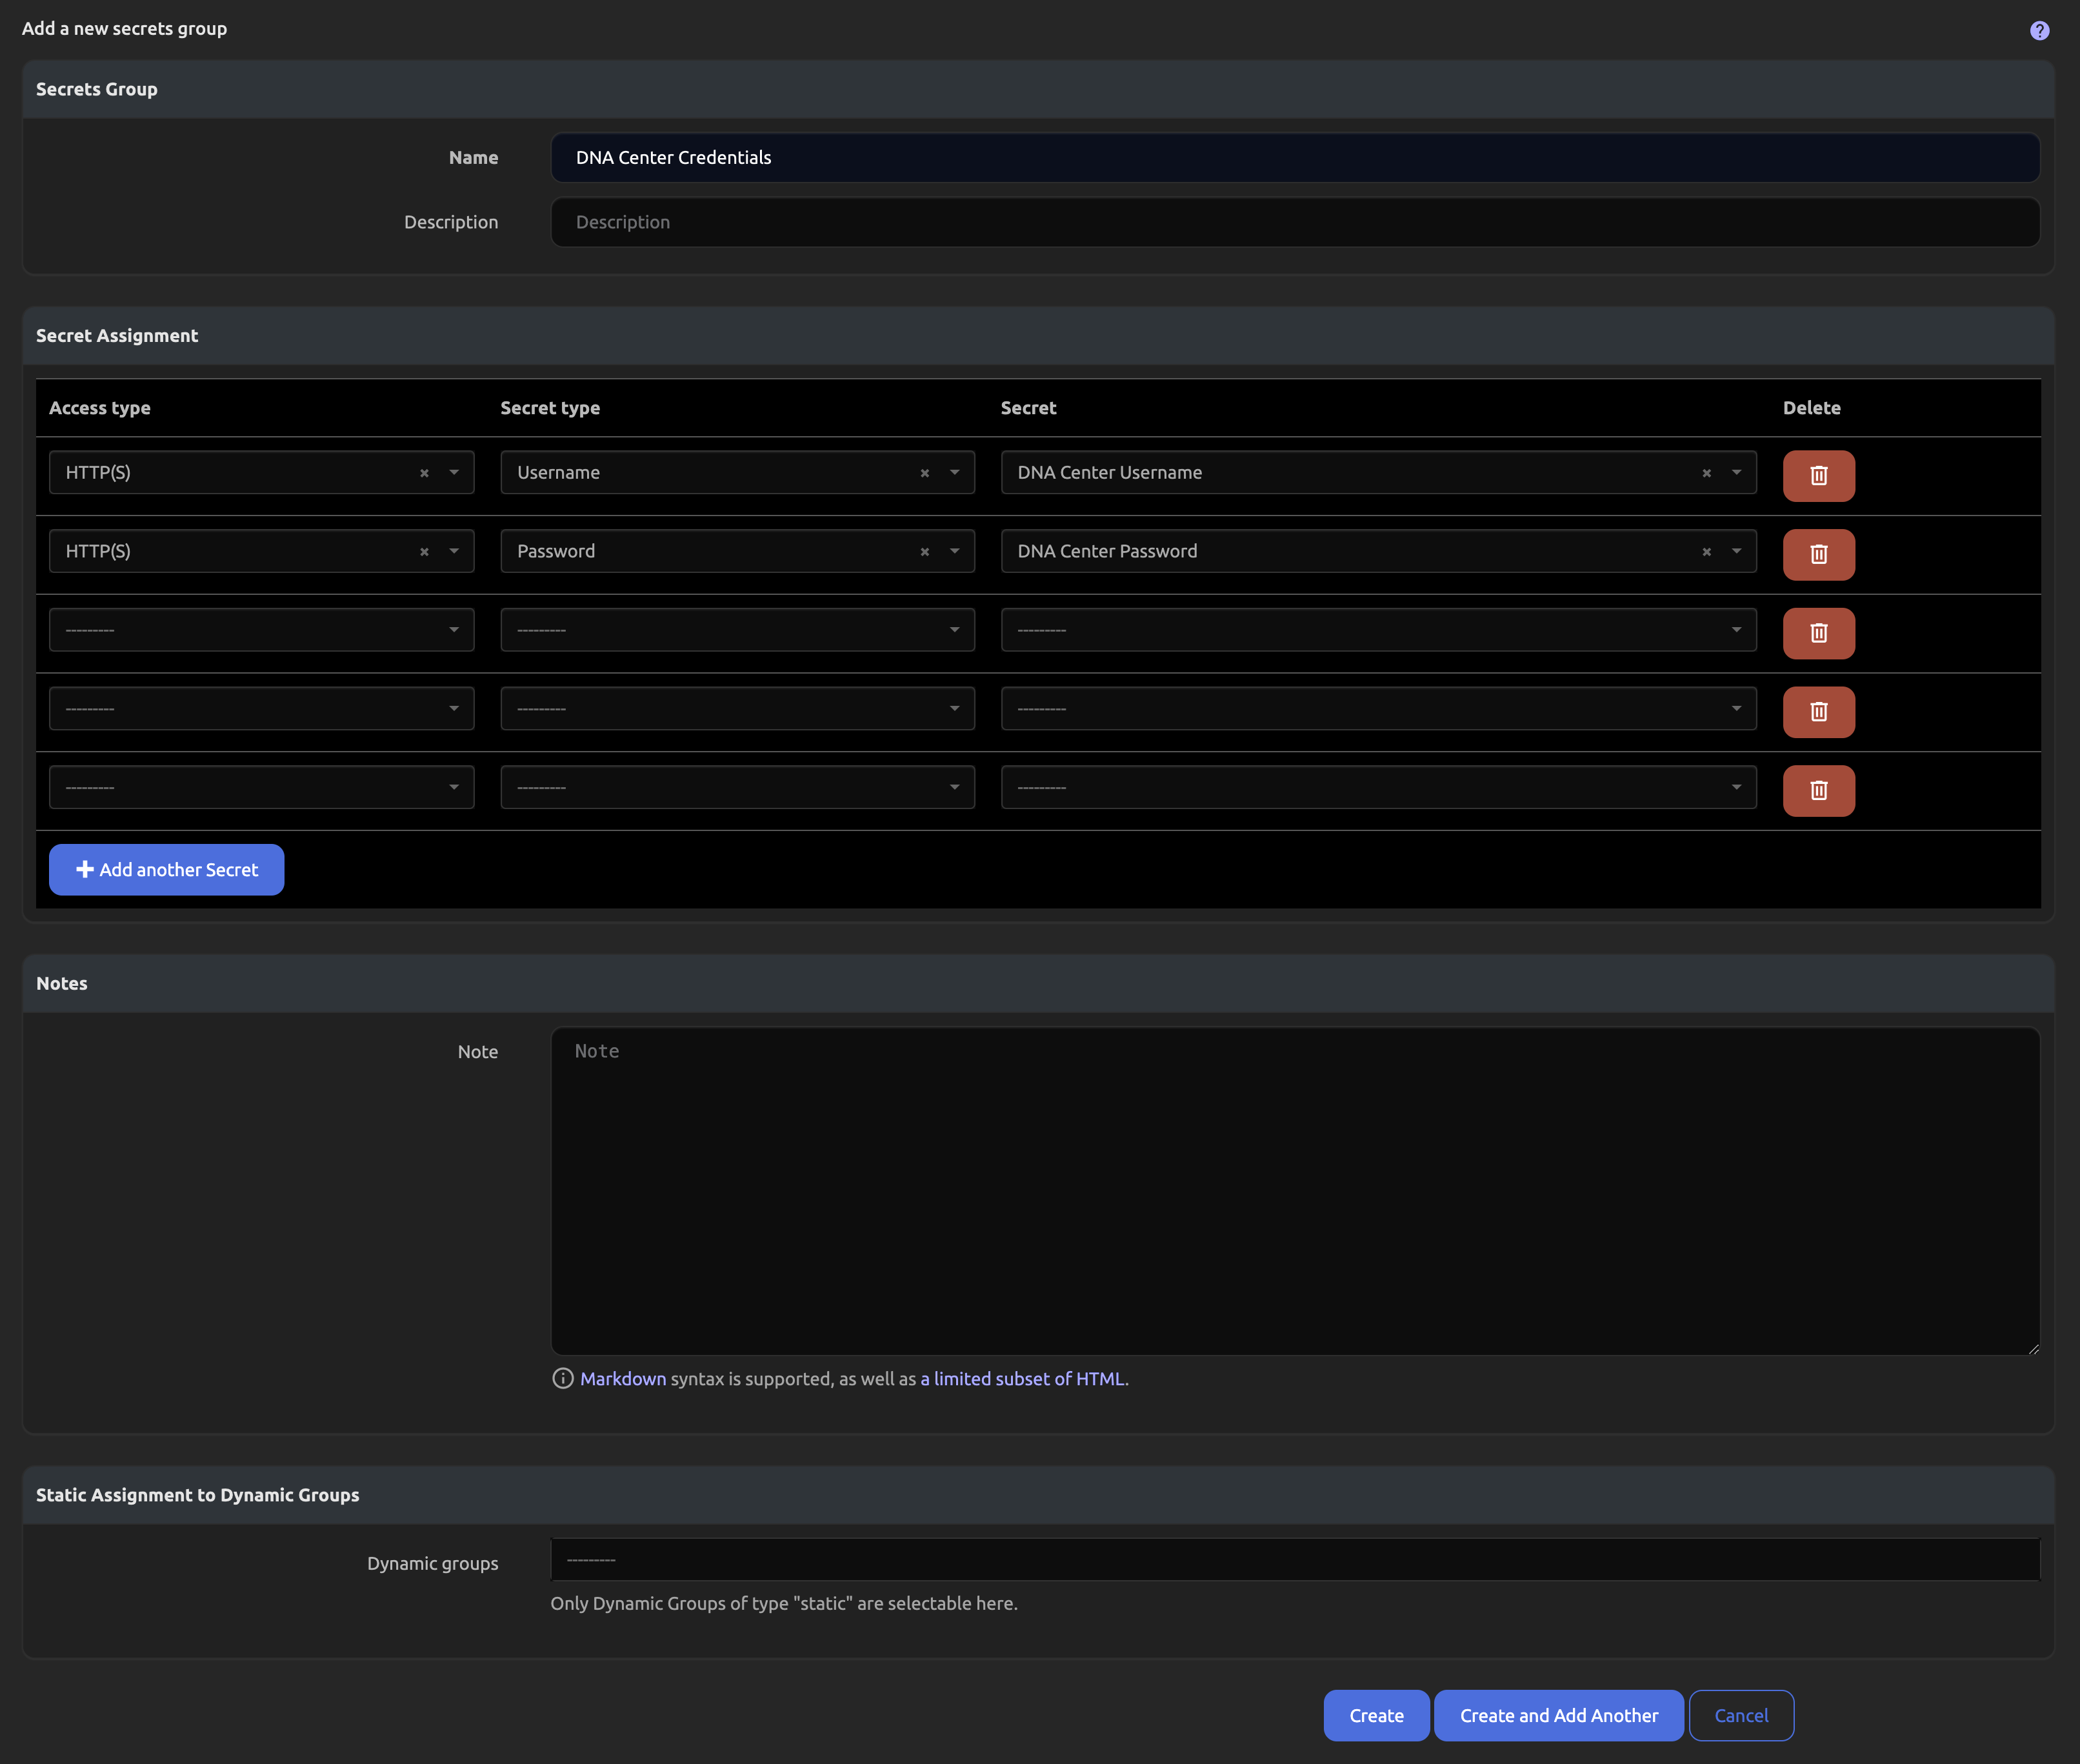 Add a new secrets group
?
Secrets Group
Name DNA Center Credentials
Description Description
Secret Assignment
Access type Secret type Secret Delete
HTTP(S) × Username × DNA Center Username ×
HTTP(S) × Password × DNA Center Password ×
--------- --------- ---------
--------- --------- ---------
--------- --------- ---------
+ Add another Secret
Notes
Note Note
Markdown syntax is supported, as well as a limited subset of HTML.
Static Assignment to Dynamic Groups
Dynamic groups ---------
Only Dynamic Groups of type "static" are selectable here.
Create Create and Add Another Cancel